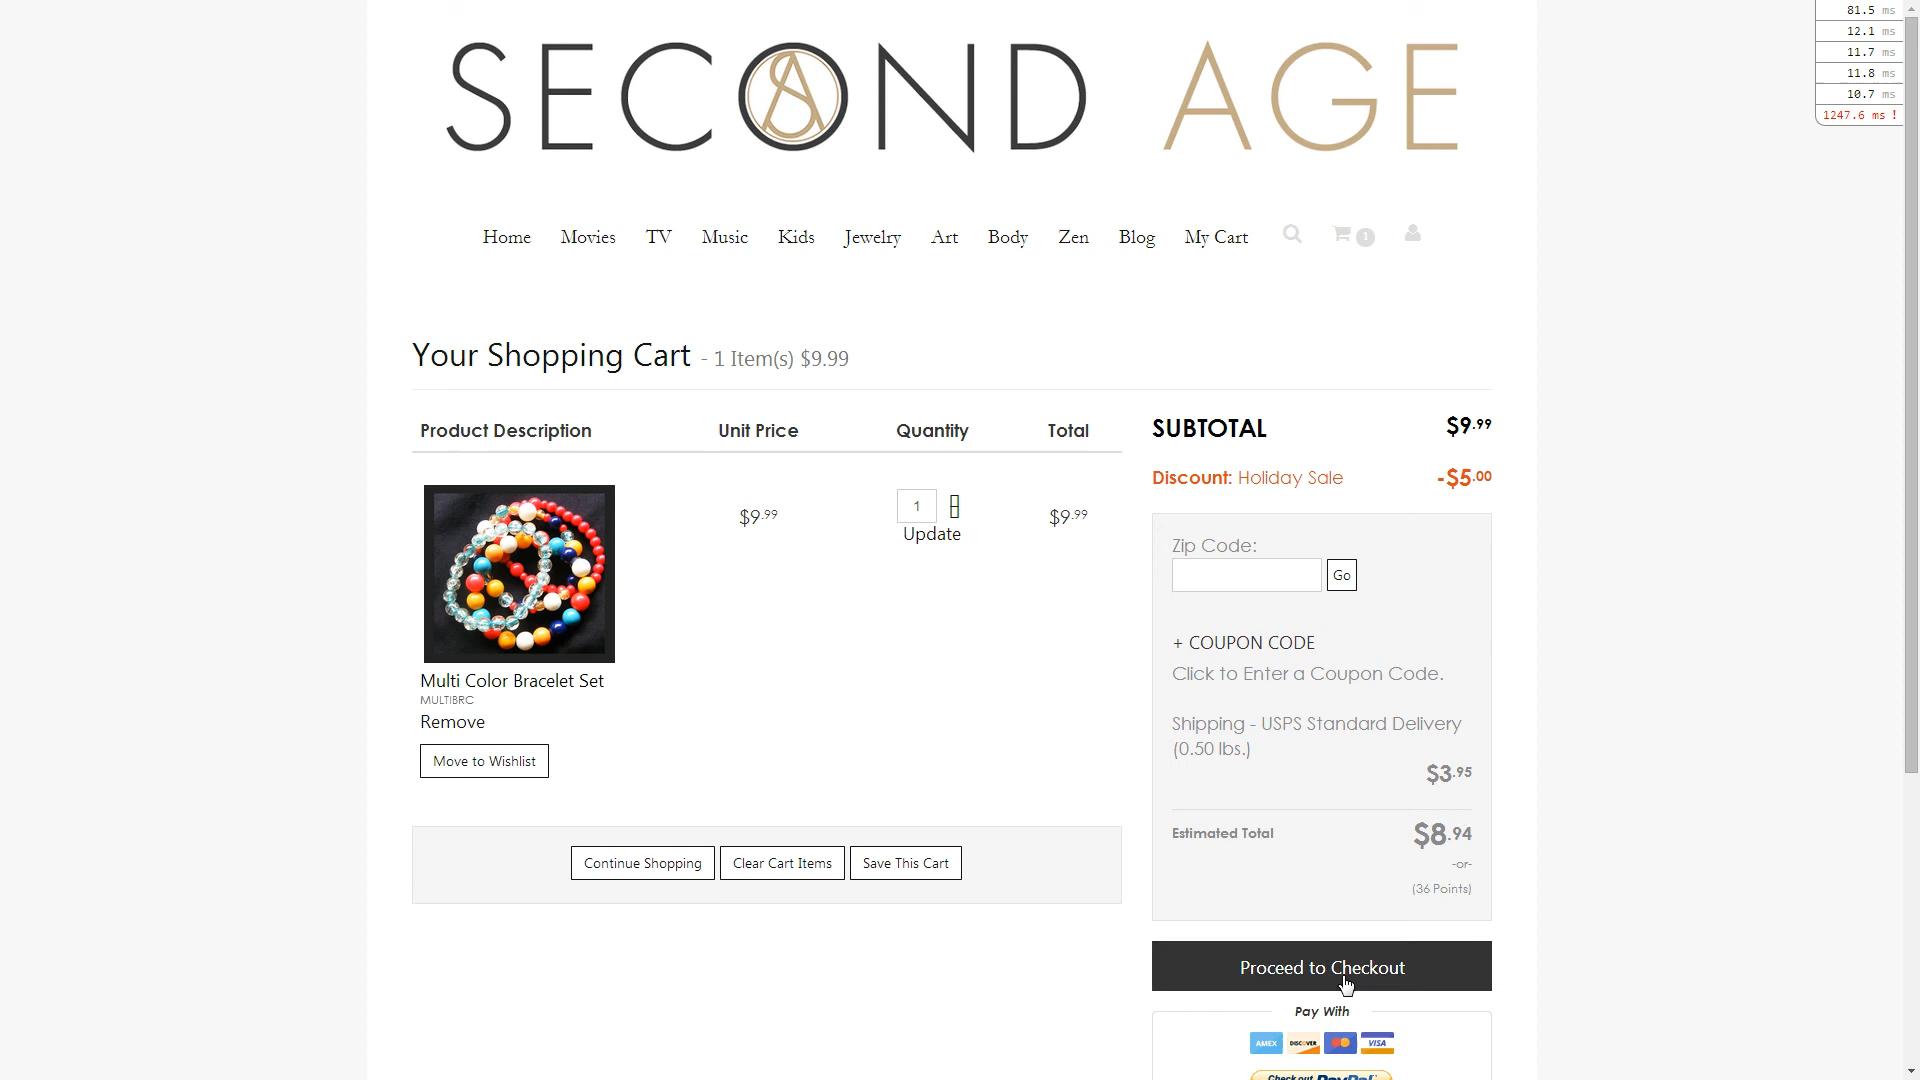 81.5 ms
12.1 ms
11.7 ms
11.8 ms
10.7 ms
1247.6 ms !
SECOND AGE
Home Movies TV Music Kids Jewelry Art Body Zen Blog My Cart 1
Your Shopping Cart - 1 Item(s) $9.99
Product Description Unit Price Quantity Total
$9.99 1 $9.99
Update
Multi Color Bracelet Set
MULTIBRC
Remove
Move to Wishlist
Continue Shopping Clear Cart Items Save This Cart
SUBTOTAL $9.99
Discount: Holiday Sale -$5.00
Zip Code:
Go
+ COUPON CODE
Click to Enter a Coupon Code.
Shipping - USPS Standard Delivery
(0.50 lbs.)
$3.95
Estimated Total $8.94
-or-
(36 Points)
Proceed to Checkout
Pay With
AMEX DISCOVER VISA
Check out PayPal